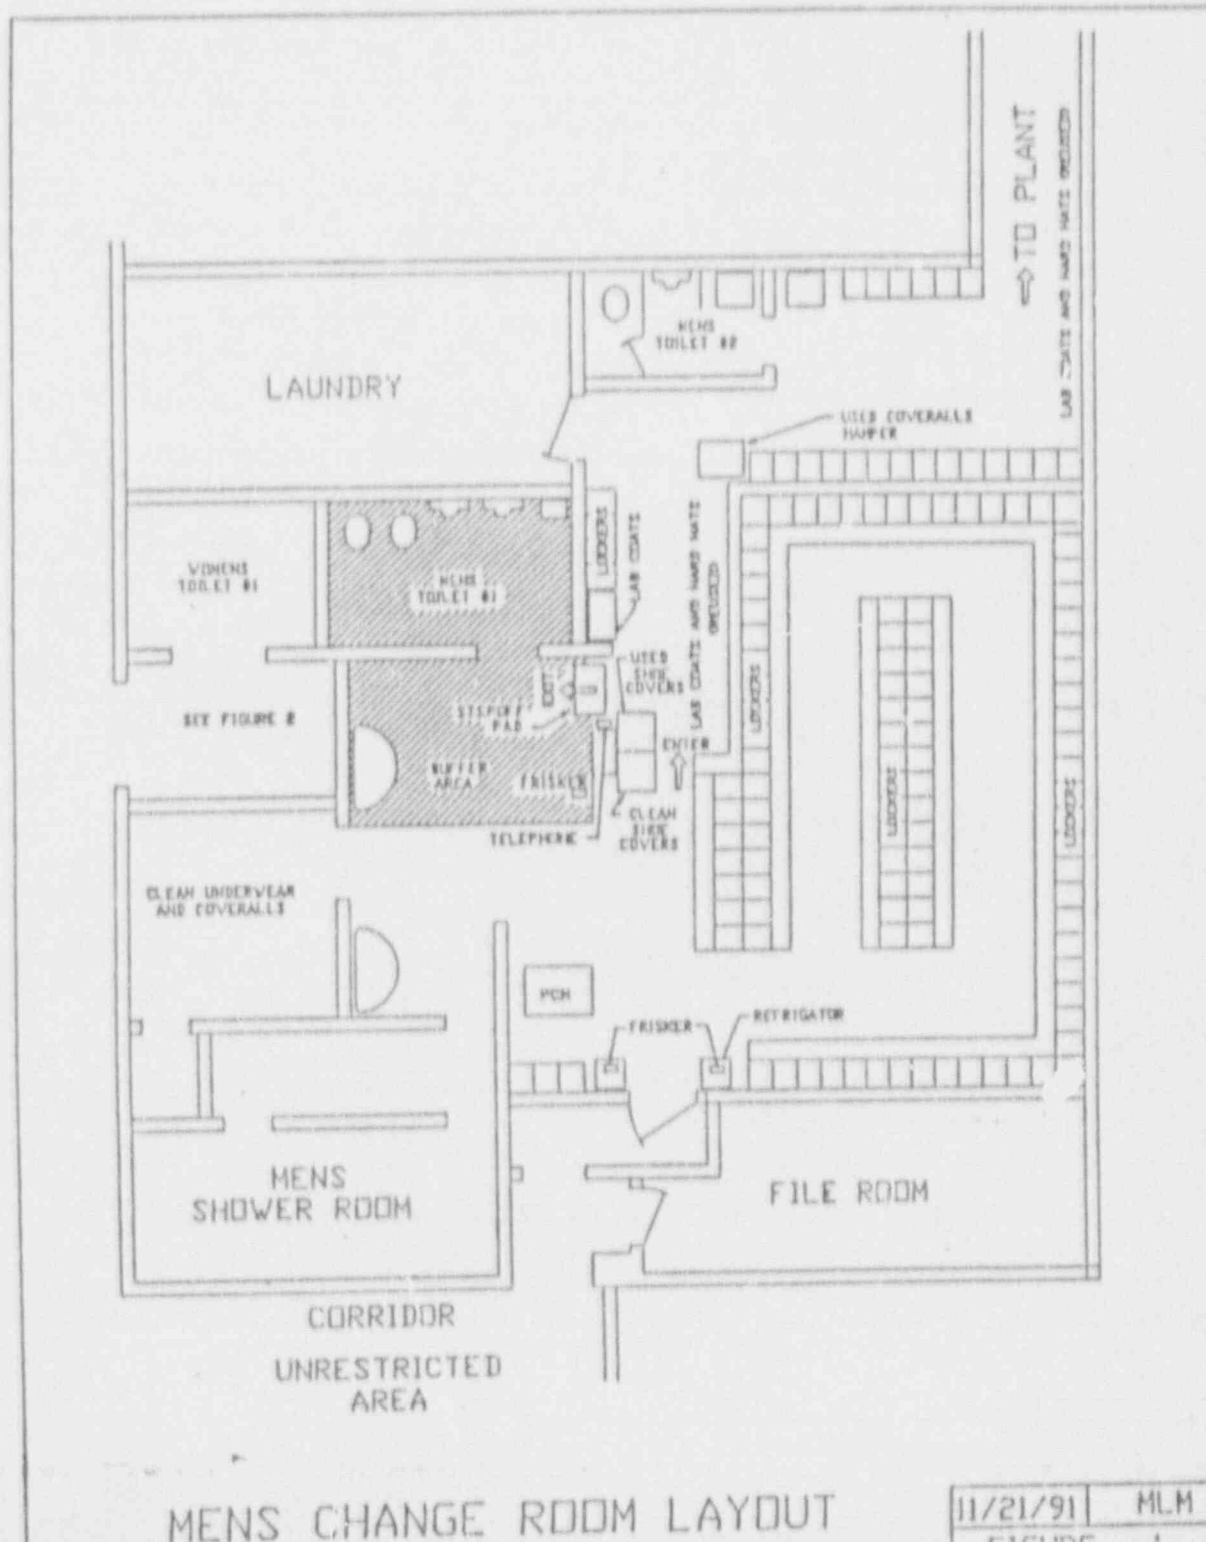 TO PLANT
LAB COATS AND HARD HATS
MENS
TOILET #2
LAUNDRY
USED COVERALLS
HAMPER
LOCKERS
LAB COATS
LAB COATS AND HARD HATS
WOMENS
TOILET #1
MENS
TOILET #1
USED
SHOE
COVERS
EXIT
STEPOFF
PAD
LOCKERS
SEE FIGURE 2
ENTER
BUFFER
AREA
FRISKER
LOCKERS
LOCKERS
TELEPHONE
CLEAN
SHOE
COVERS
CLEAN UNDERWEAR
AND COVERALLS
PCM
FRISKER
REFRIGATOR
MENS
SHOWER ROOM
FILE ROOM
CORRIDOR
UNRESTRICTED
AREA
MENS CHANGE ROOM LAYOUT
11/21/91 MLM
FIGURE 1